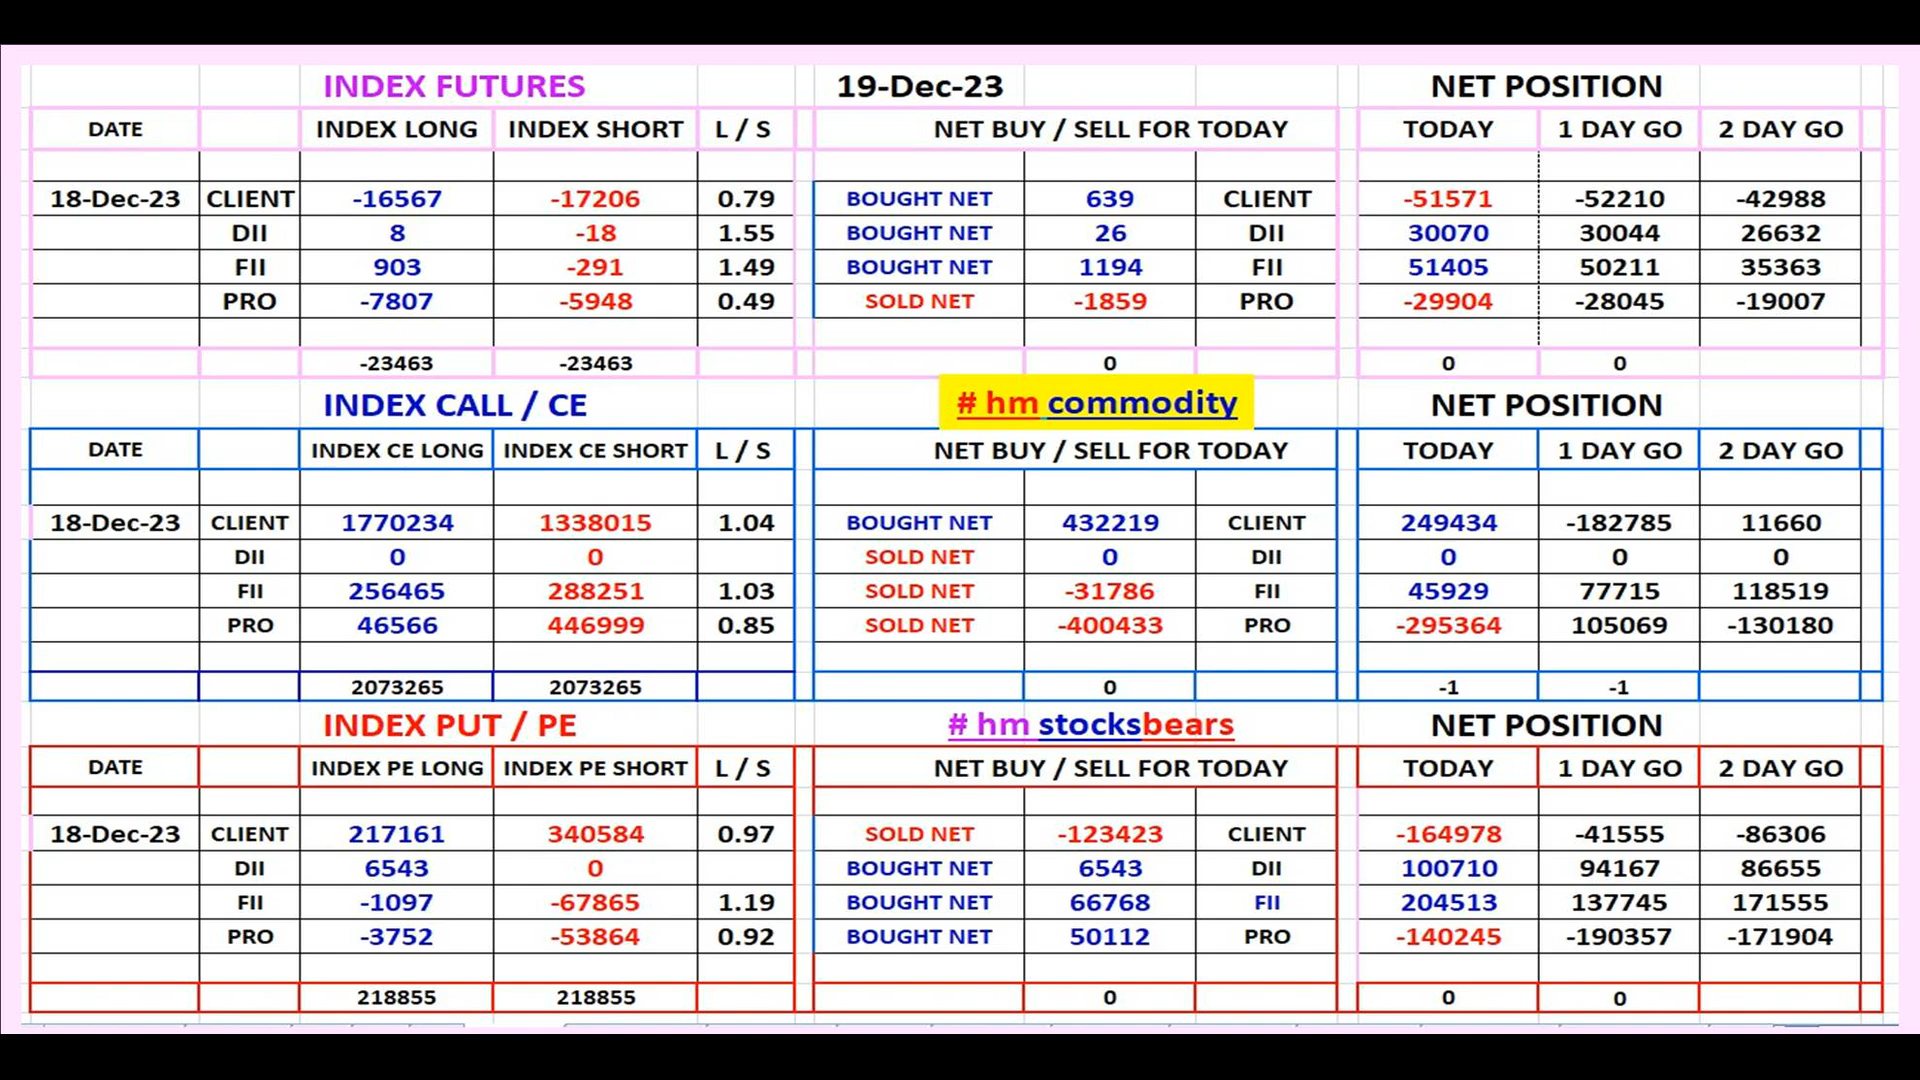 INDEX FUTURES 19-Dec-23 NET POSITION
DATE INDEX LONG INDEX SHORT L / S NET BUY / SELL FOR TODAY TODAY 1 DAY GO 2 DAY GO
18-Dec-23 CLIENT -16567 -17206 0.79 BOUGHT NET 639 CLIENT -51571 -52210 -42988
DII 8 -18 1.55 BOUGHT NET 26 DII 30070 30044 26632
FII 903 -291 1.49 BOUGHT NET 1194 FII 51405 50211 35363
PRO -7807 -5948 0.49 SOLD NET -1859 PRO -29904 -28045 -19007
-23463 -23463 0 0 0
INDEX CALL / CE # hm commodity NET POSITION
DATE INDEX CE LONG INDEX CE SHORT L / S NET BUY / SELL FOR TODAY TODAY 1 DAY GO 2 DAY GO
18-Dec-23 CLIENT 1770234 1338015 1.04 BOUGHT NET 432219 CLIENT 249434 -182785 11660
DII 0 0 SOLD NET 0 DII 0 0 0
FII 256465 288251 1.03 SOLD NET -31786 FII 45929 77715 118519
PRO 46566 446999 0.85 SOLD NET -400433 PRO -295364 105069 -130180
2073265 2073265 0 -1 -1
INDEX PUT / PE # hm stocksbears NET POSITION
DATE INDEX PE LONG INDEX PE SHORT L / S NET BUY / SELL FOR TODAY TODAY 1 DAY GO 2 DAY GO
18-Dec-23 CLIENT 217161 340584 0.97 SOLD NET -123423 CLIENT -164978 -41555 -86306
DII 6543 0 BOUGHT NET 6543 DII 100710 94167 86655
FII -1097 -67865 1.19 BOUGHT NET 66768 FII 204513 137745 171555
PRO -3752 -53864 0.92 BOUGHT NET 50112 PRO -140245 -190357 -171904
218855 218855 0 0 0